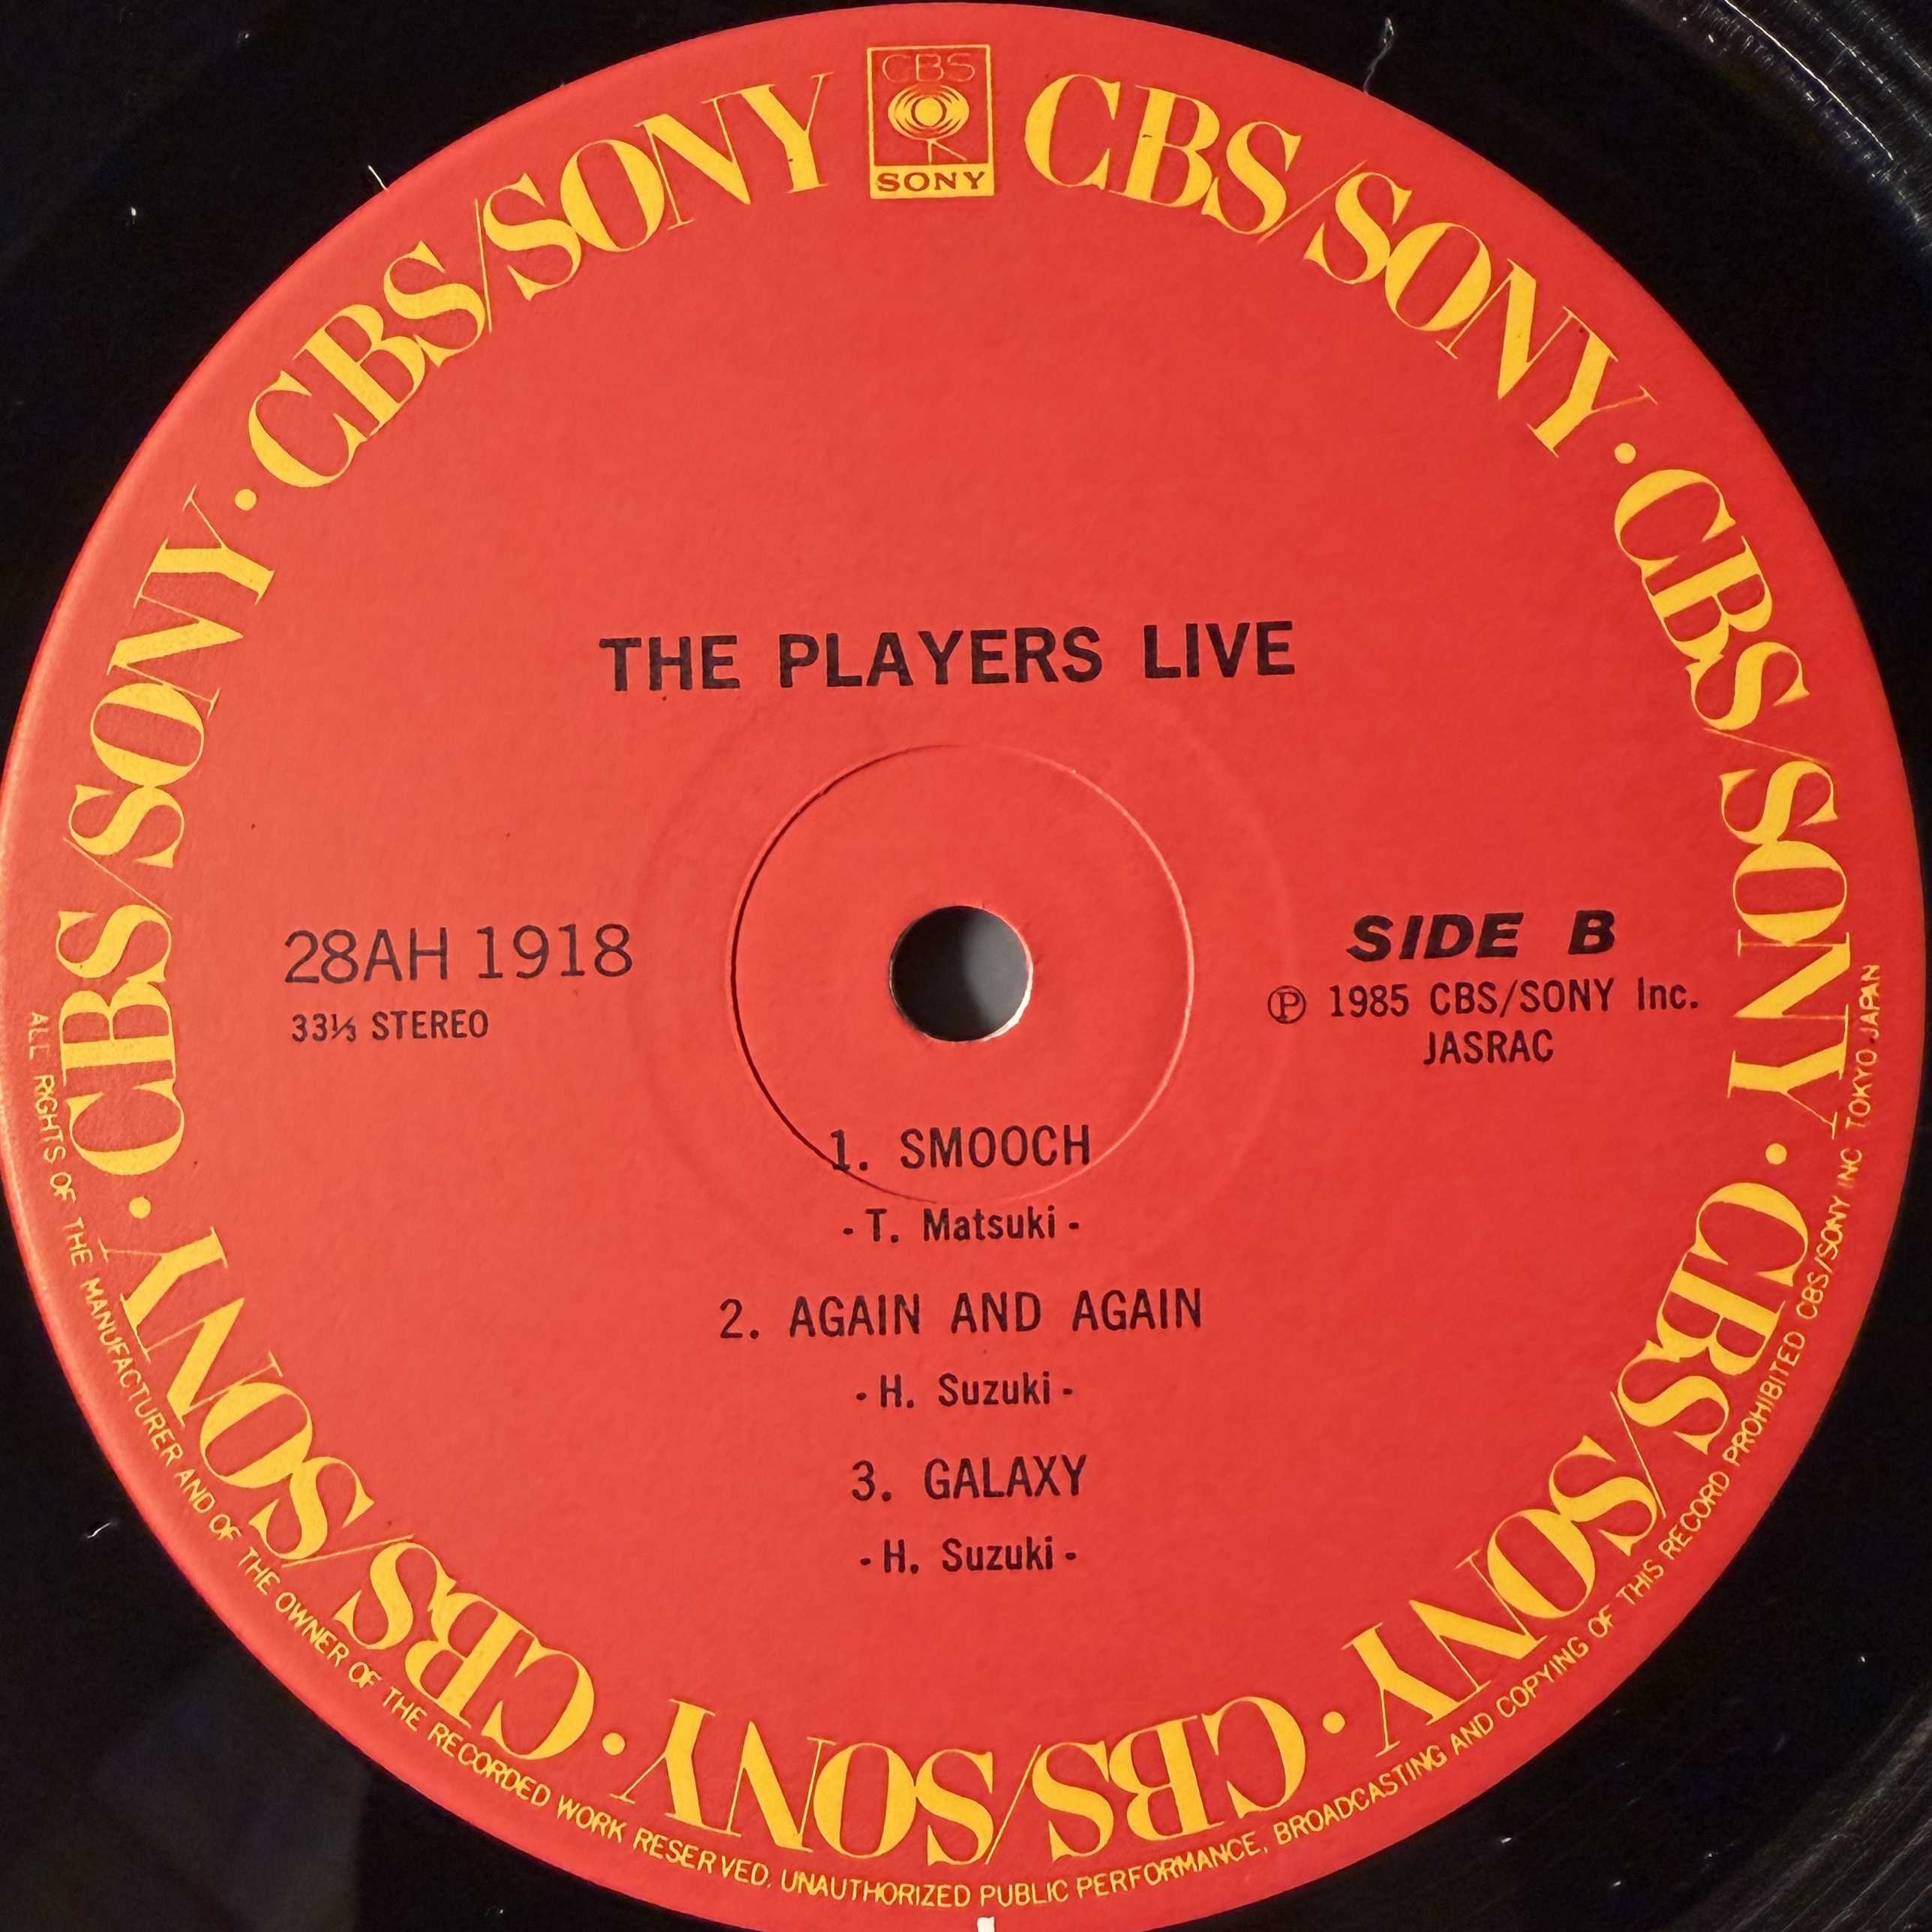 CBS
SONY
CBS/SONY · CBS/SONY · CBS/SONY · CBS/SONY · CBS/SONY · CBS/SONY · CBS/SONY
THE PLAYERS LIVE
28AH 1918
33⅓ STEREO
SIDE B
Ⓟ 1985 CBS/SONY Inc.
JASRAC
1. SMOOCH
- T. Matsuki -
2. AGAIN AND AGAIN
- H. Suzuki -
3. GALAXY
- H. Suzuki -
ALL RIGHTS OF THE MANUFACTURER AND OF THE OWNER OF THE RECORDED WORK RESERVED. UNAUTHORIZED PUBLIC PERFORMANCE, BROADCASTING AND COPYING OF THIS RECORD PROHIBITED CBS/SONY INC TOKYO JAPAN